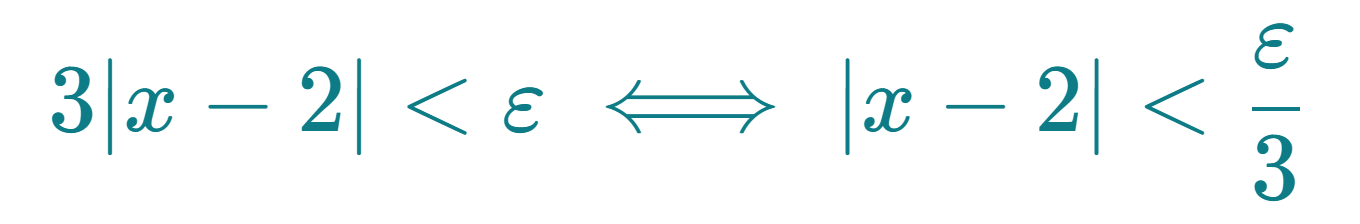 3|x − 2| < ε ⟺ |x − 2| < ε/3